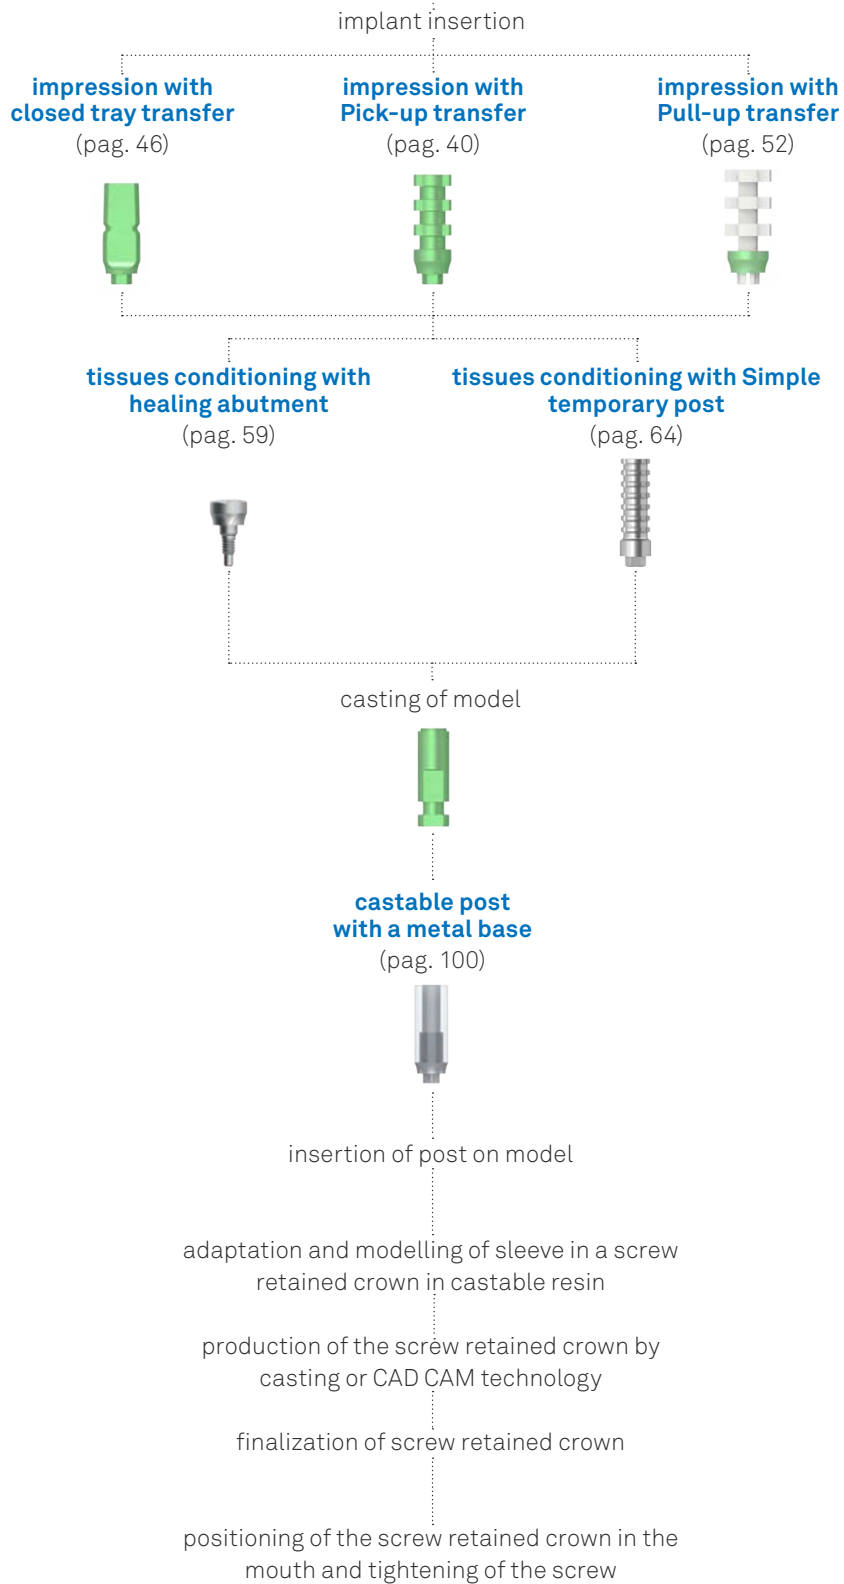 implant insertion
impression with
closed tray transfer
(pag. 46)
impression with
Pick-up transfer
(pag. 40)
impression with
Pull-up transfer
(pag. 52)
tissues conditioning with
healing abutment
(pag. 59)
tissues conditioning with Simple
temporary post
(pag. 64)
casting of model
castable post
with a metal base
(pag. 100)
insertion of post on model
adaptation and modelling of sleeve in a screw
retained crown in castable resin
production of the screw retained crown by
casting or CAD CAM technology
finalization of screw retained crown
positioning of the screw retained crown in the
mouth and tightening of the screw